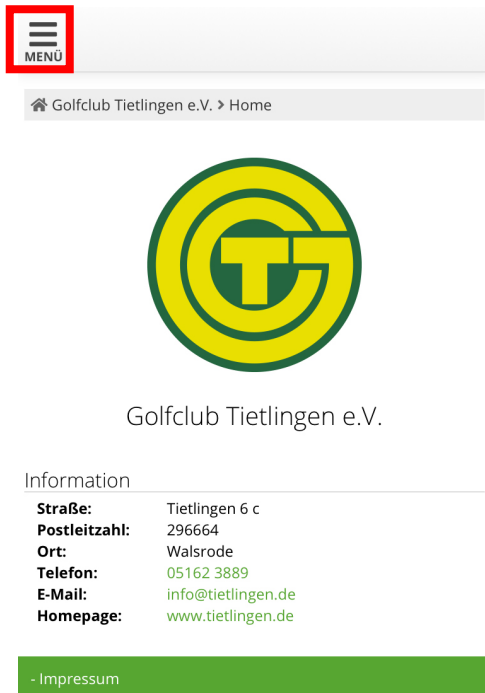 MENÜ
Golfclub Tietlingen e.V. > Home
GCT
Golfclub Tietlingen e.V.
Information
Straße: Tietlingen 6 c
Postleitzahl: 296664
Ort: Walsrode
Telefon: 05162 3889
E-Mail: info@tietlingen.de
Homepage: www.tietlingen.de
- Impressum